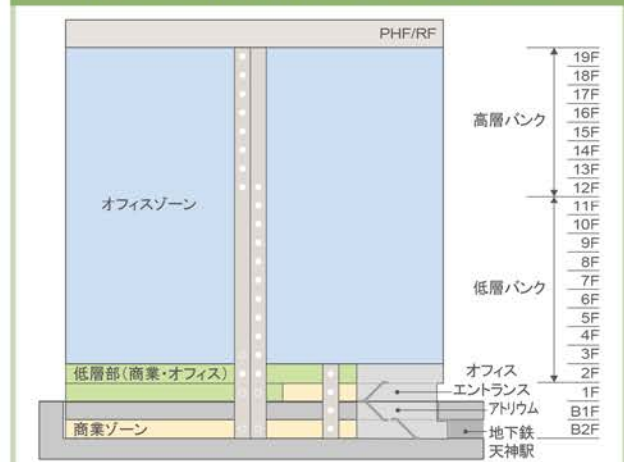 PHF/RF
19F
18F
17F
16F
高層バンク
15F
14F
13F
12F
オフィスゾーン
11F
10F
9F
8F
低層バンク
7F
6F
5F
4F
3F
低層部(商業・オフィス)
オフィス
2F
エントランス
1F
アトリウム
B1F
商業ゾーン
地下鉄
B2F
天神駅